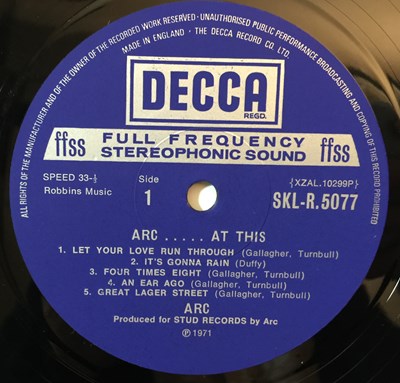 ALL RIGHTS OF THE MANUFACTURER AND OF THE OWNER OF THE RECORDED WORK RESERVED · UNAUTHORISED PUBLIC PERFORMANCE BROADCASTING AND COPYING OF THIS RECORD PROHIBITED
MADE IN ENGLAND · THE DECCA RECORD CO. LTD.
DECCA
REGD.
ffss FULL FREQUENCY STEREOPHONIC SOUND ffss
SPEED 33-⅓
Robbins Music
Side
1
{XZAL.10299P}
SKL-R.5077
ARC ..... AT THIS
1. LET YOUR LOVE RUN THROUGH (Gallagher, Turnbull)
2. IT'S GONNA RAIN (Duffy)
3. FOUR TIMES EIGHT (Gallagher, Turnbull)
4. AN EAR AGO (Gallagher, Turnbull)
5. GREAT LAGER STREET (Gallagher, Turnbull)
ARC
Produced for STUD RECORDS by Arc
℗ 1971